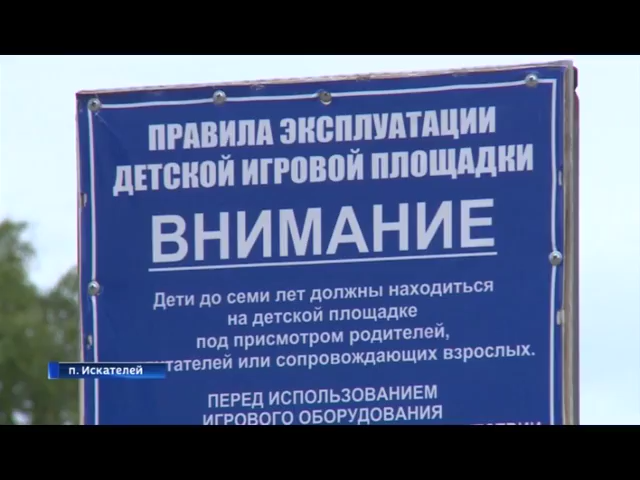 ПРАВИЛА ЭКСПЛУАТАЦИИ
ДЕТСКОЙ ИГРОВОЙ ПЛОЩАДКИ
ВНИМАНИЕ
Дети до семи лет должны находиться
на детской площадке
под присмотром родителей,
или сопровождающих взрослых.
п. Искателей
ПЕРЕД ИСПОЛЬЗОВАНИЕМ
ИГРОВОГО ОБОРУДОВАНИЯ